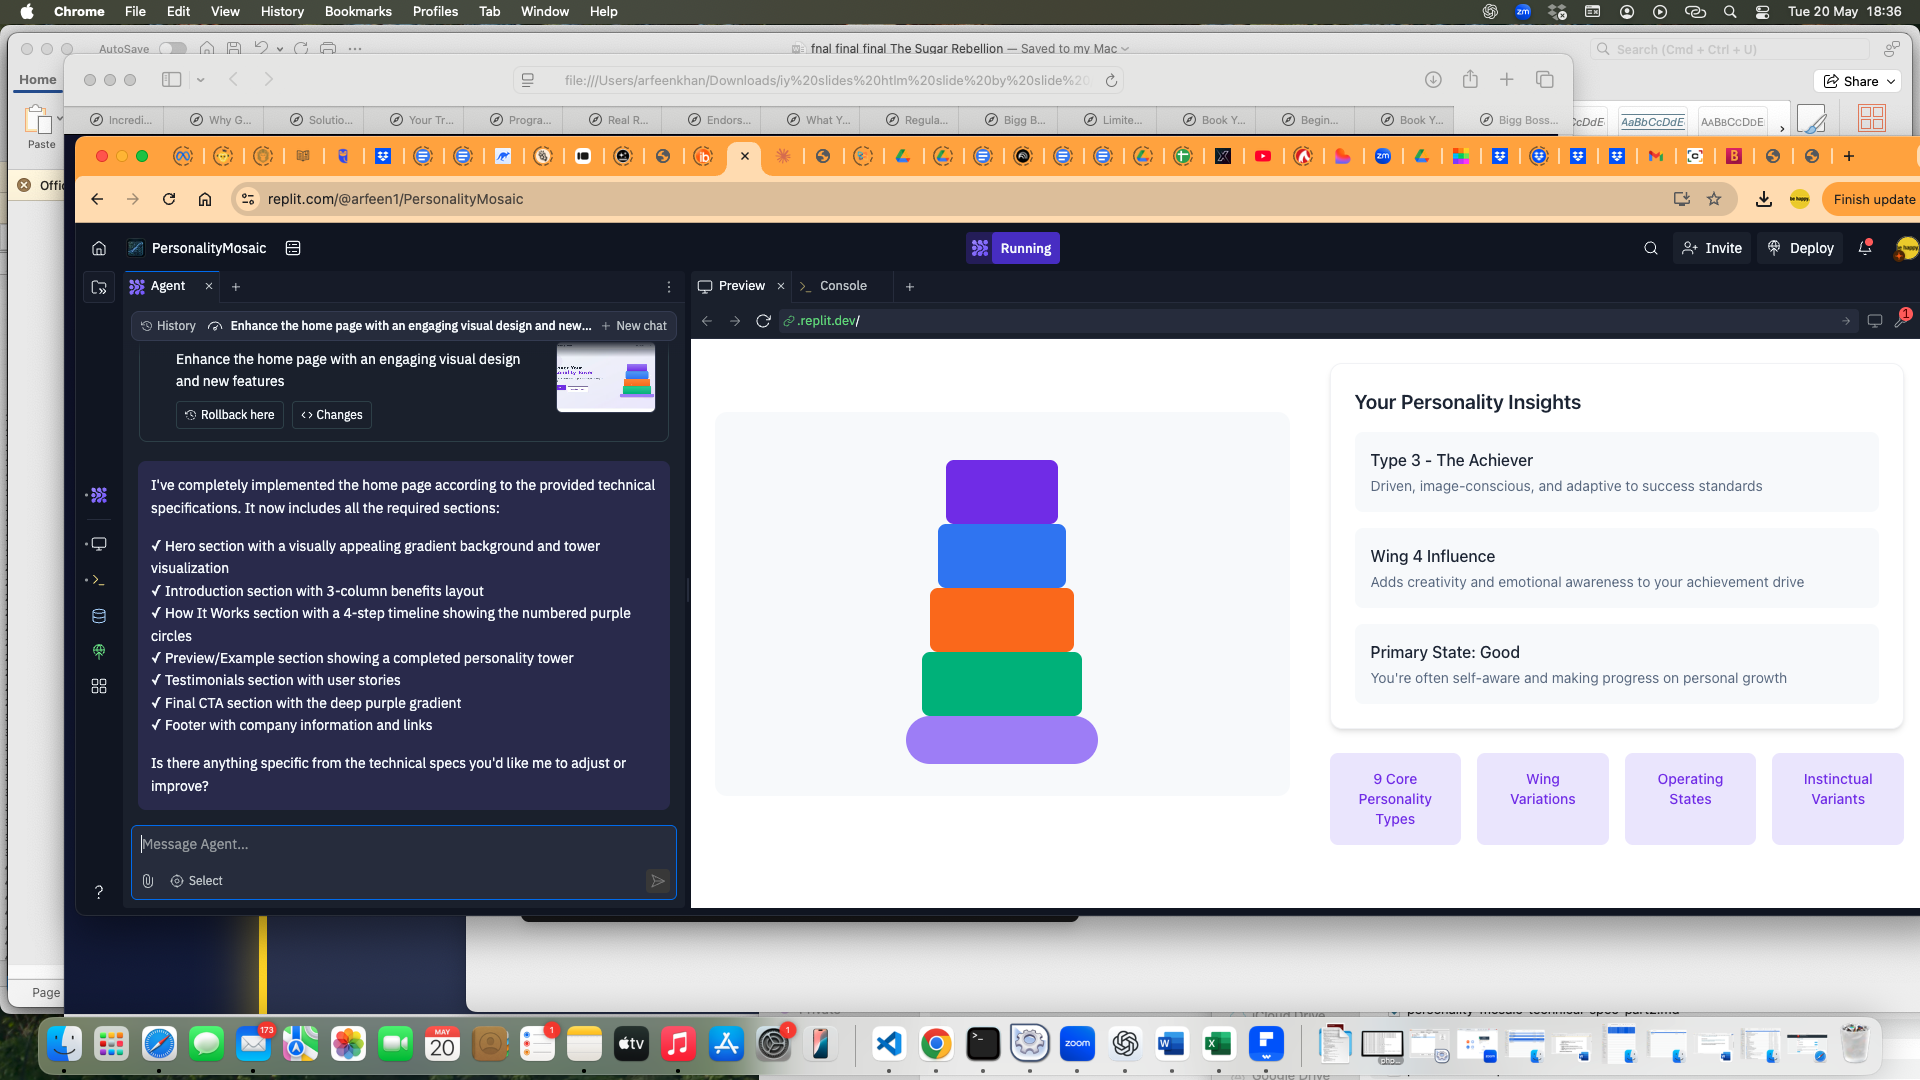 Chrome File Edit View History Bookmarks Profiles Tab Window Help
Tue 20 May 18:36
AutoSave
fnal final final The Sugar Rebellion — Saved to my Mac
Search (Cmd + Ctrl + U)
Home
Share
file:///Users/arfeenkhan/Downloads/iy%20slides%20htlm%20slide%20by%20slide%20
Incredi...
Why G...
Solutio...
Your Tr...
Progra...
Real R...
Endors...
What Y...
Regula...
Bigg B...
Limite...
Book Y...
Begin...
Book Y...
Bigg Boss...
AaBbCcDdE
AABBCCDDE
Paste
replit.com/@arfeen1/PersonalityMosaic
Finish update
PersonalityMosaic
Running
Invite
Deploy
Agent
Preview
Console
History
Enhance the home page with an engaging visual design and new...
New chat
.replit.dev/
1
Enhance the home page with an engaging visual design
and new features
Rollback here
Changes
I've completely implemented the home page according to the provided technical
specifications. It now includes all the required sections:
✓ Hero section with a visually appealing gradient background and tower
visualization
✓ Introduction section with 3-column benefits layout
✓ How It Works section with a 4-step timeline showing the numbered purple
circles
✓ Preview/Example section showing a completed personality tower
✓ Testimonials section with user stories
✓ Final CTA section with the deep purple gradient
✓ Footer with company information and links
Is there anything specific from the technical specs you'd like me to adjust or
improve?
Message Agent...
Select
Your Personality Insights
Type 3 - The Achiever
Driven, image-conscious, and adaptive to success standards
Wing 4 Influence
Adds creativity and emotional awareness to your achievement drive
Primary State: Good
You're often self-aware and making progress on personal growth
9 Core
Personality
Types
Wing
Variations
Operating
States
Instinctual
Variants
Page
173
MAY
20
1
tv
1
zoom